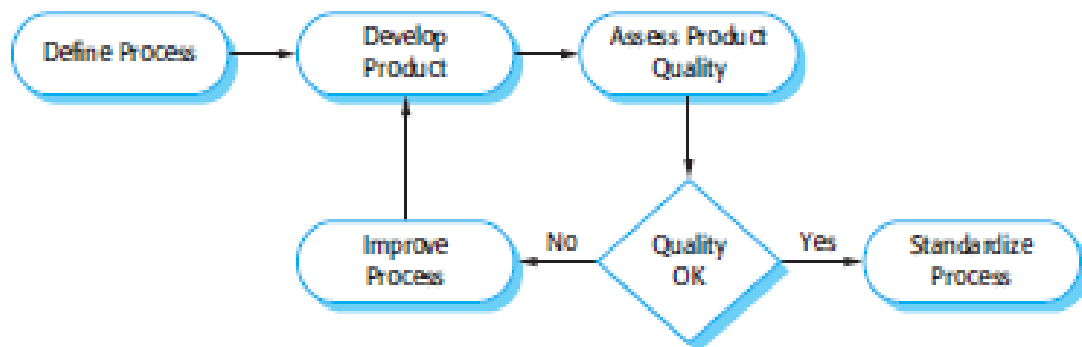 Define Process
Develop
Product
Assess Product
Quality
Improve
Process
No
Quality
OK
Yes
Standardize
Process